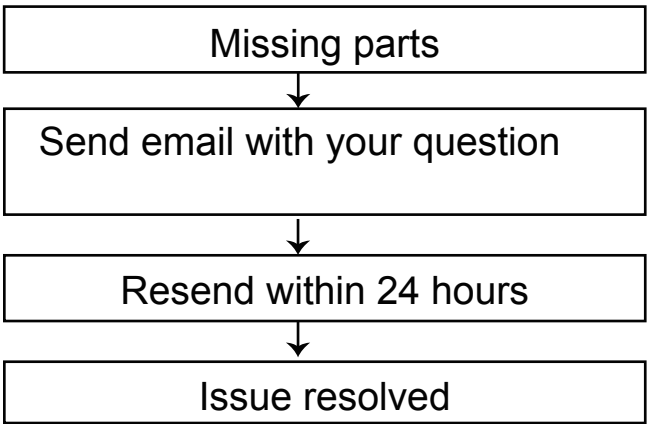 Missing parts
Send email with your question
Resend within 24 hours
Issue resolved